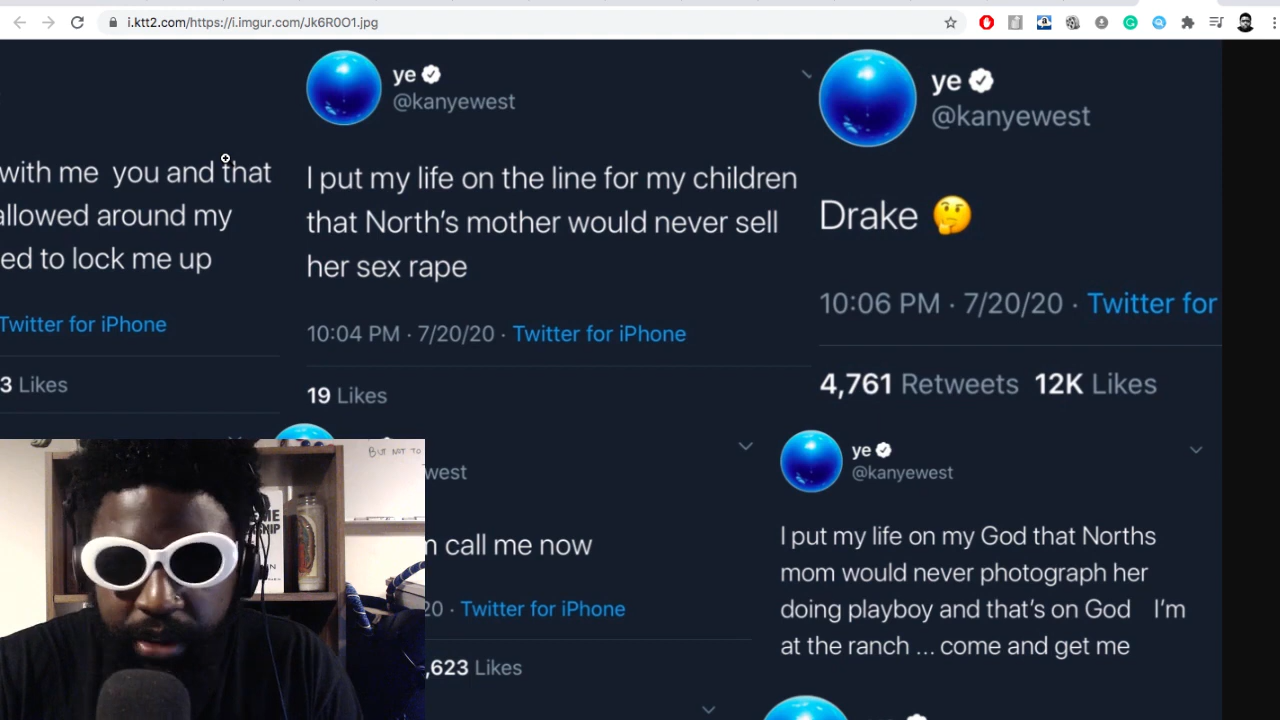 i.ktt2.com/https://i.imgur.com/Jk6R0O1.jpg
with me you and that
allowed around my
ed to lock me up
Twitter for iPhone
3 Likes
ye
@kanyewest
I put my life on the line for my children
that North's mother would never sell
her sex rape
10:04 PM · 7/20/20 · Twitter for iPhone
19 Likes
ye
@kanyewest
Drake 🤔
10:06 PM · 7/20/20 · Twitter for
4,761 Retweets 12K Likes
BUT NOT TO
west
call me now
20 · Twitter for iPhone
,623 Likes
ye
@kanyewest
I put my life on my God that Norths
mom would never photograph her
doing playboy and that's on God I'm
at the ranch ... come and get me